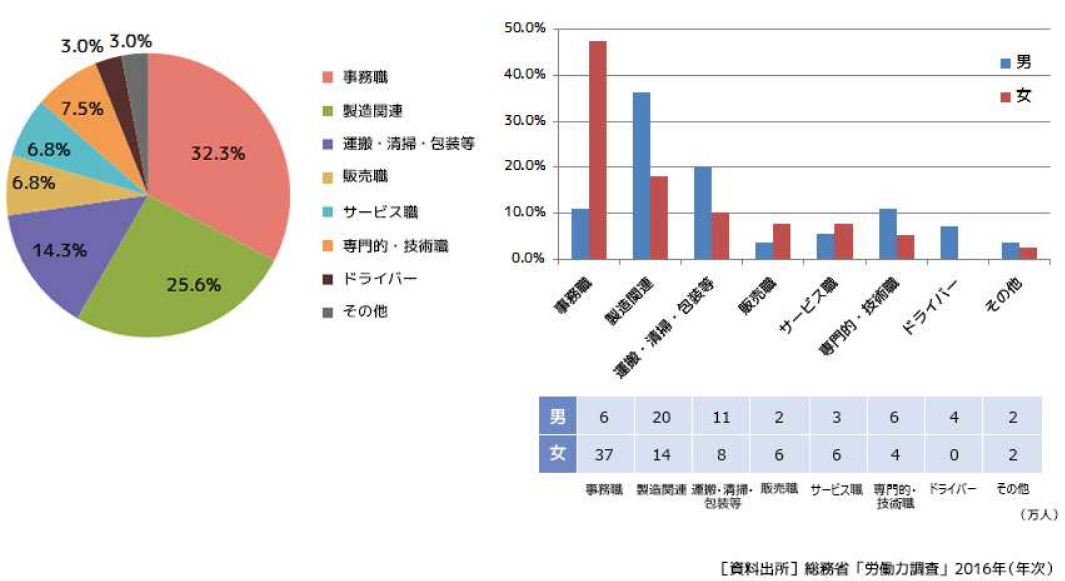 3.0%
3.0%
7.5%
6.8%
6.8%
14.3%
32.3%
25.6%
事務職
製造関連
運搬・清掃・包装等
販売職
サービス職
専門的・技術職
ドライバー
その他
50.0%
40.0%
30.0%
20.0%
10.0%
0.0%
男
女
事務職
製造関連
運搬・清掃・包装等
販売職
サービス職
専門的・技術職
ドライバー
その他
男 6 20 11 2 3 6 4 2
女 37 14 8 6 6 4 0 2
事務職 製造関連 運搬・清掃・ 販売職 サービス職 専門的・ ドライバー その他
包装等 技術職
(万人)
[資料出所] 総務省「労働力調査」2016年(年次)